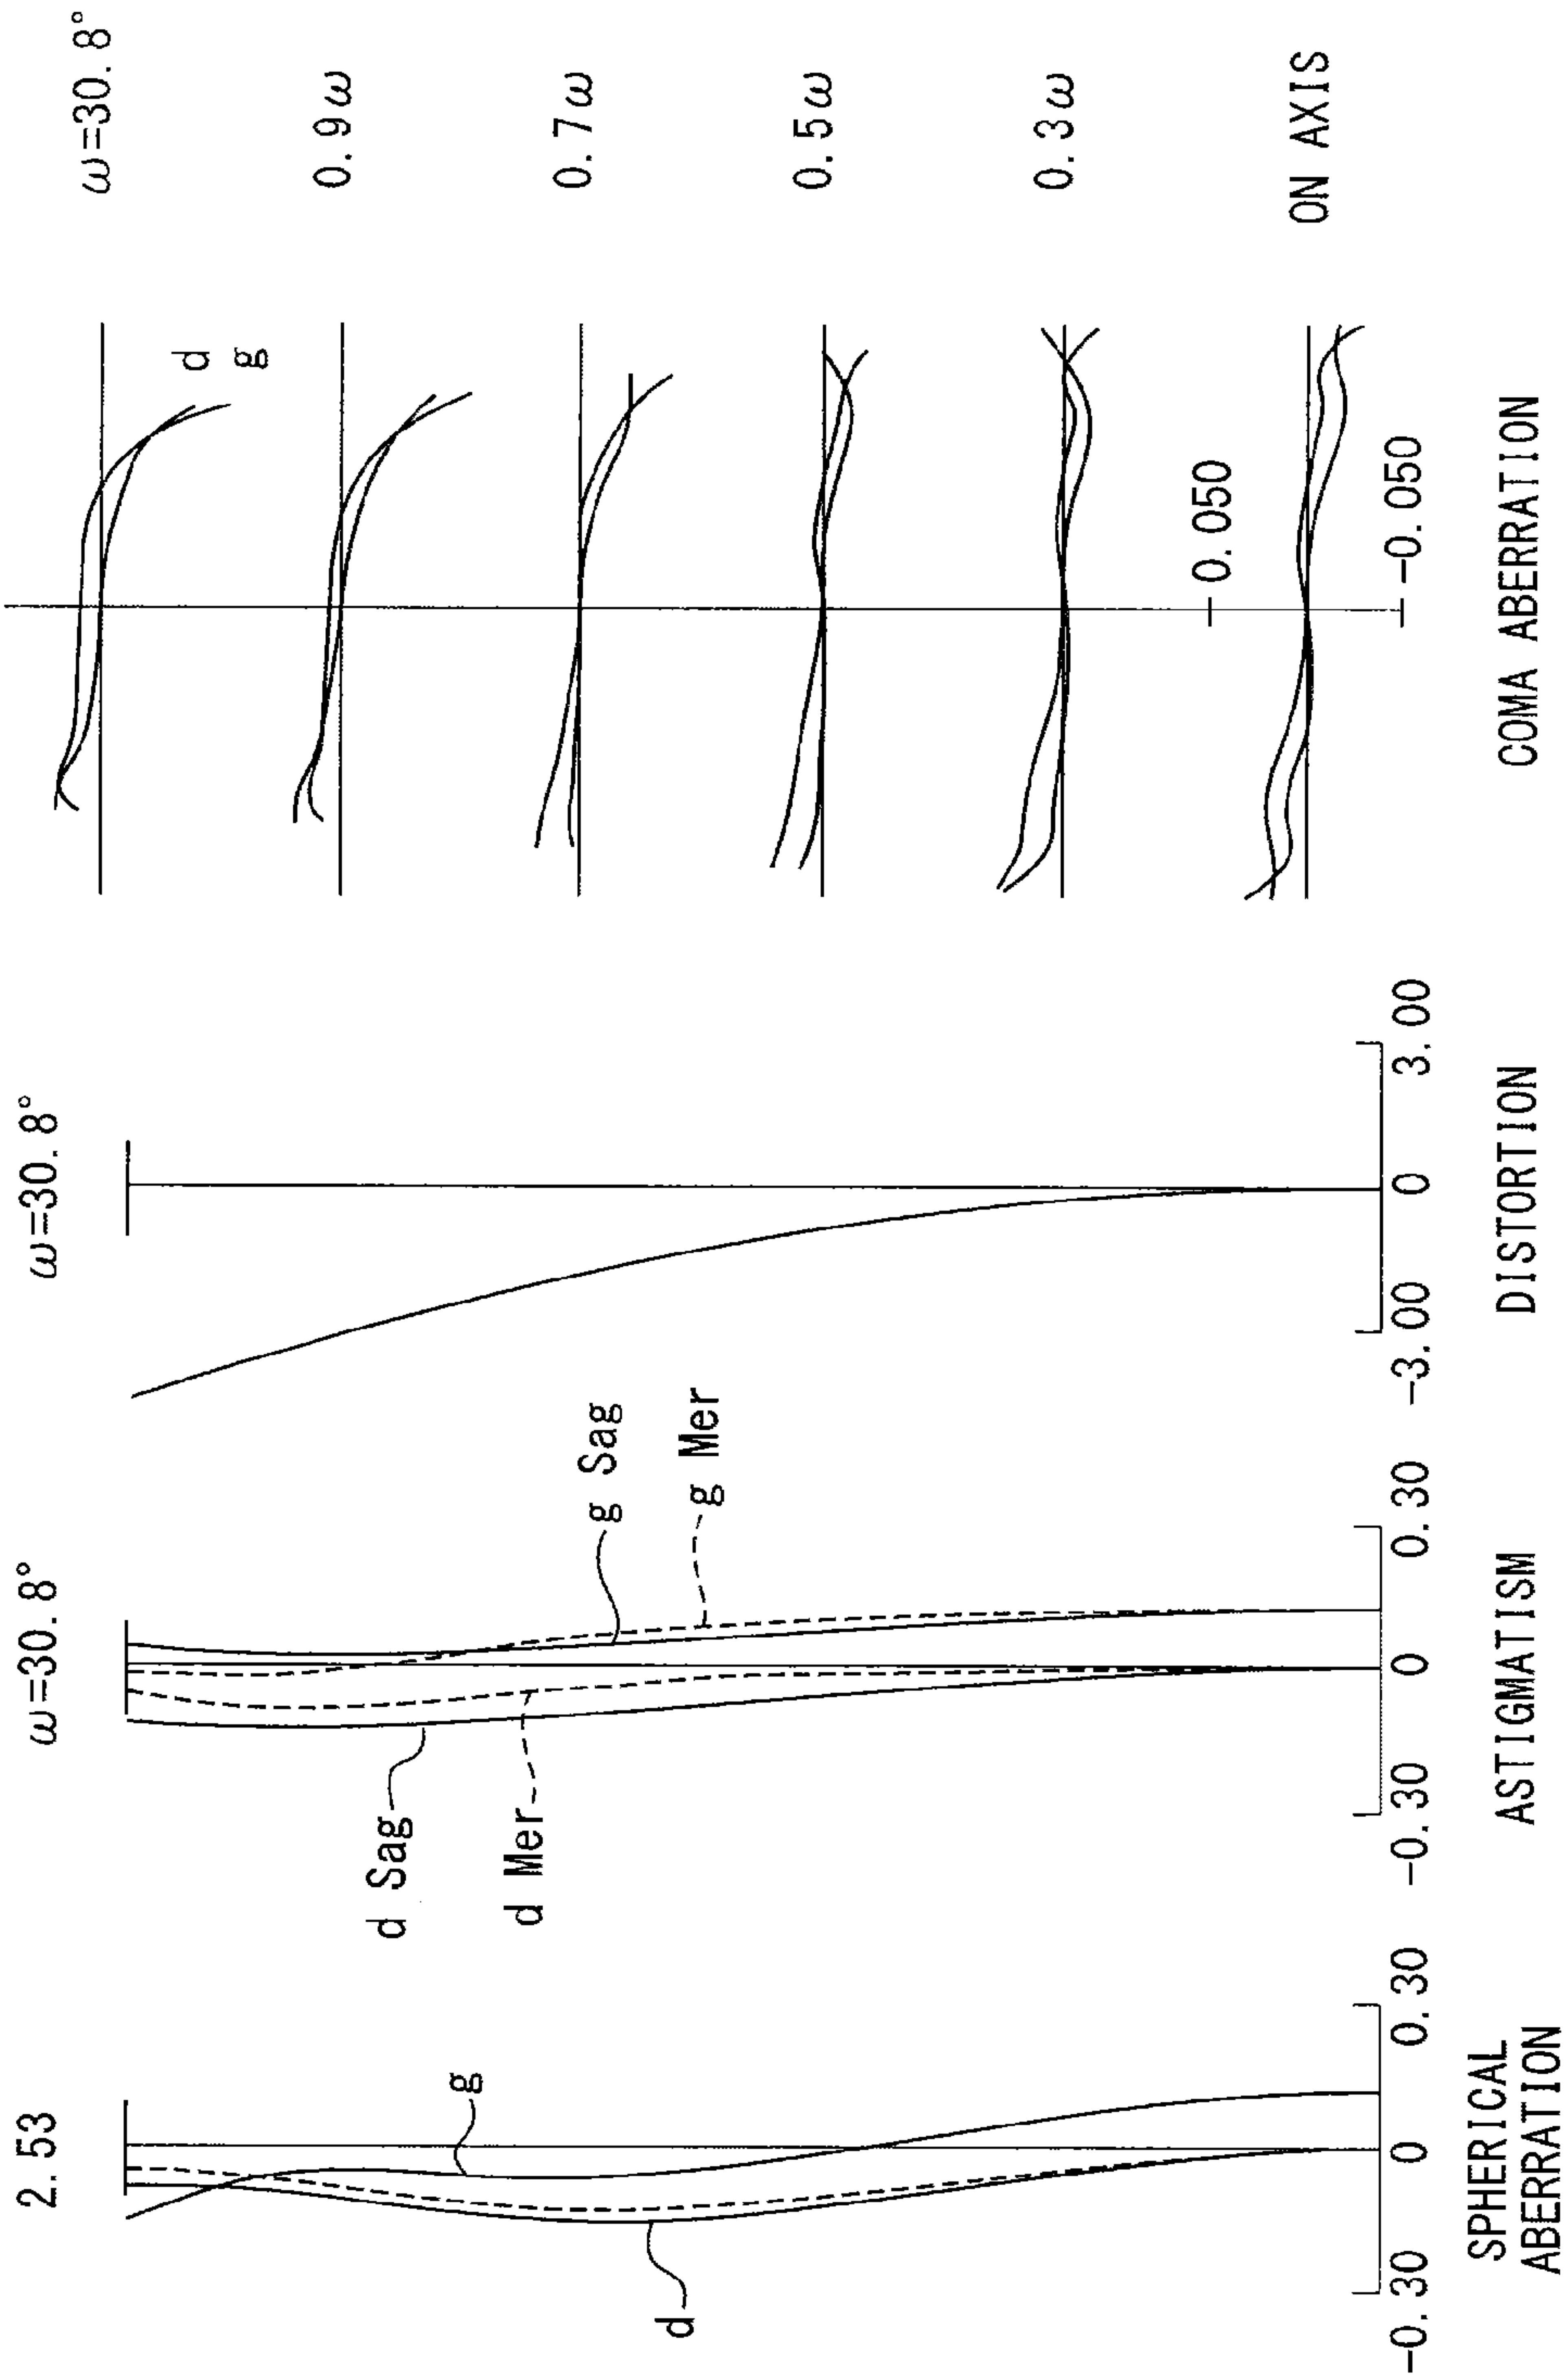 2.53
g
d
-0.30
0
0.30
SPHERICAL
ABERRATION
ω=30.8°
d Sag
d Mer
g Sag
g Mer
-0.30
0
0.30
ASTIGMATISM
ω=30.8°
-3.00
0
3.00
DISTORTION
d
g
ω=30.8°
0.9ω
0.7ω
0.5ω
0.3ω
0.050
ON AXIS
-0.050
COMA ABERRATION